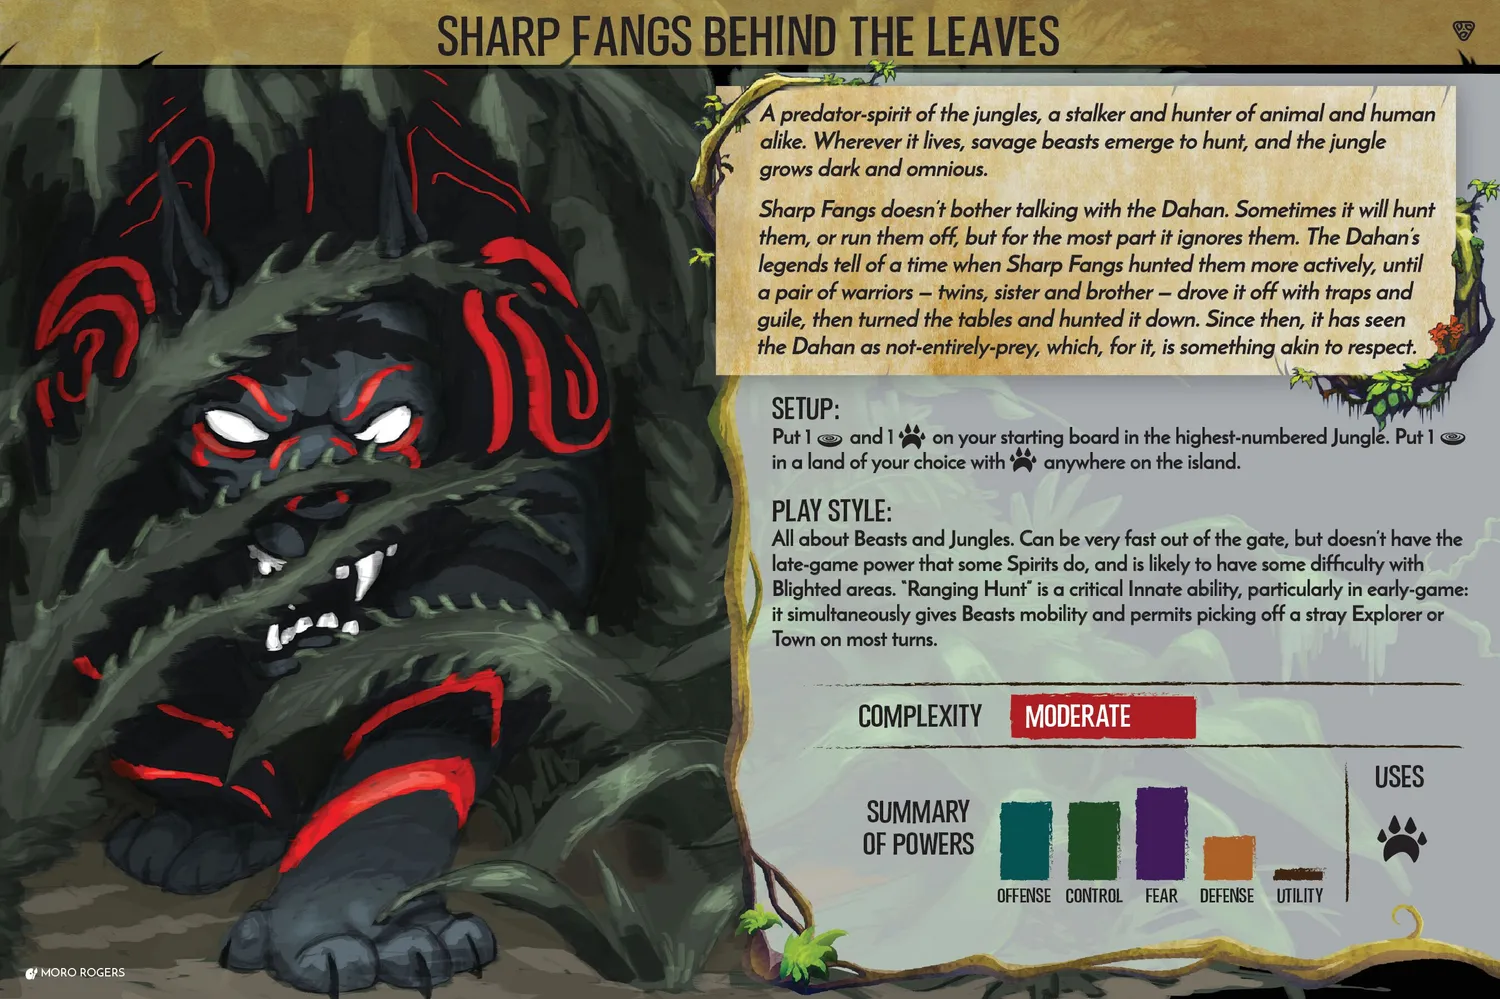 SHARP FANGS BEHIND THE LEAVES
A predator-spirit of the jungles, a stalker and hunter of animal and human
alike. Wherever it lives, savage beasts emerge to hunt, and the jungle
grows dark and omnious.
Sharp Fangs doesn't bother talking with the Dahan. Sometimes it will hunt
them, or run them off, but for the most part it ignores them. The Dahan's
legends tell of a time when Sharp Fangs hunted them more actively, until
a pair of warriors – twins, sister and brother – drove it off with traps and
guile, then turned the tables and hunted it down. Since then, it has seen
the Dahan as not-entirely-prey, which, for it, is something akin to respect.
SETUP:
Put 1 and 1 on your starting board in the highest-numbered Jungle. Put 1
in a land of your choice with anywhere on the island.
PLAY STYLE:
All about Beasts and Jungles. Can be very fast out of the gate, but doesn't have the
late-game power that some Spirits do, and is likely to have some difficulty with
Blighted areas. "Ranging Hunt" is a critical Innate ability, particularly in early-game:
it simultaneously gives Beasts mobility and permits picking off a stray Explorer or
Town on most turns.
COMPLEXITY MODERATE
USES
SUMMARY
OF POWERS
OFFENSE CONTROL FEAR DEFENSE UTILITY
MORO ROGERS